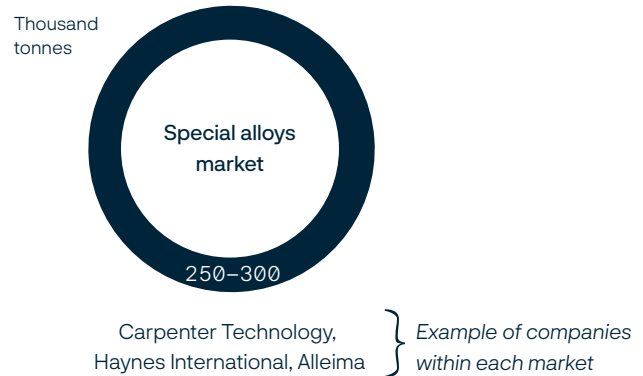 Thousand
tonnes
Special alloys
market
250–300
Carpenter Technology,
Haynes International, Alleima
Example of companies
within each market